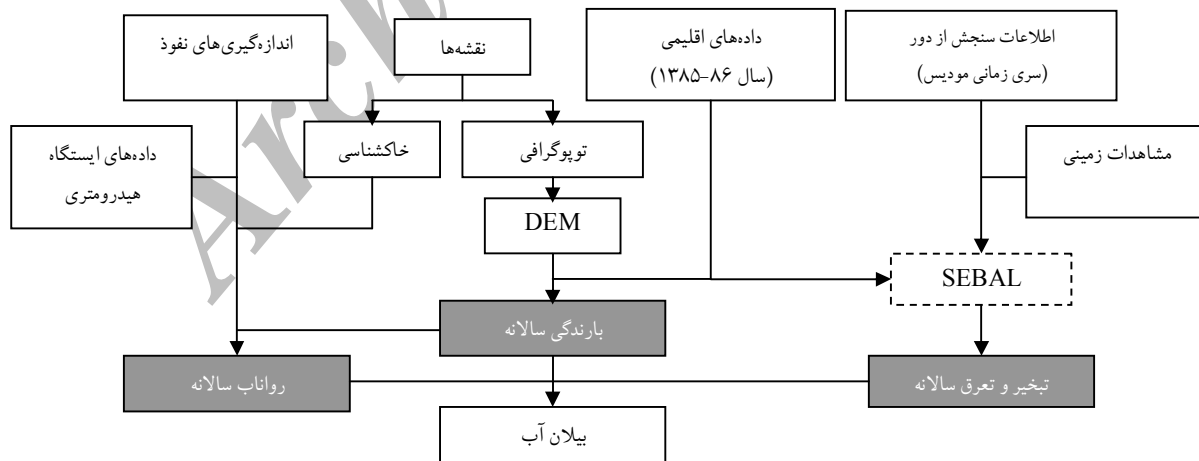 اندازه‌گیری‌های نفوذ
نقشه‌ها
داده‌های اقلیمی
(سال ۸۶-۱۳۸۵)
اطلاعات سنجش از دور
(سری زمانی مودیس)
داده‌های ایستگاه
هیدرومتری
خاکشناسی
توپوگرافی
مشاهدات زمینی
DEM
SEBAL
بارندگی سالانه
رواناب سالانه
تبخیر و تعرق سالانه
بیلان آب